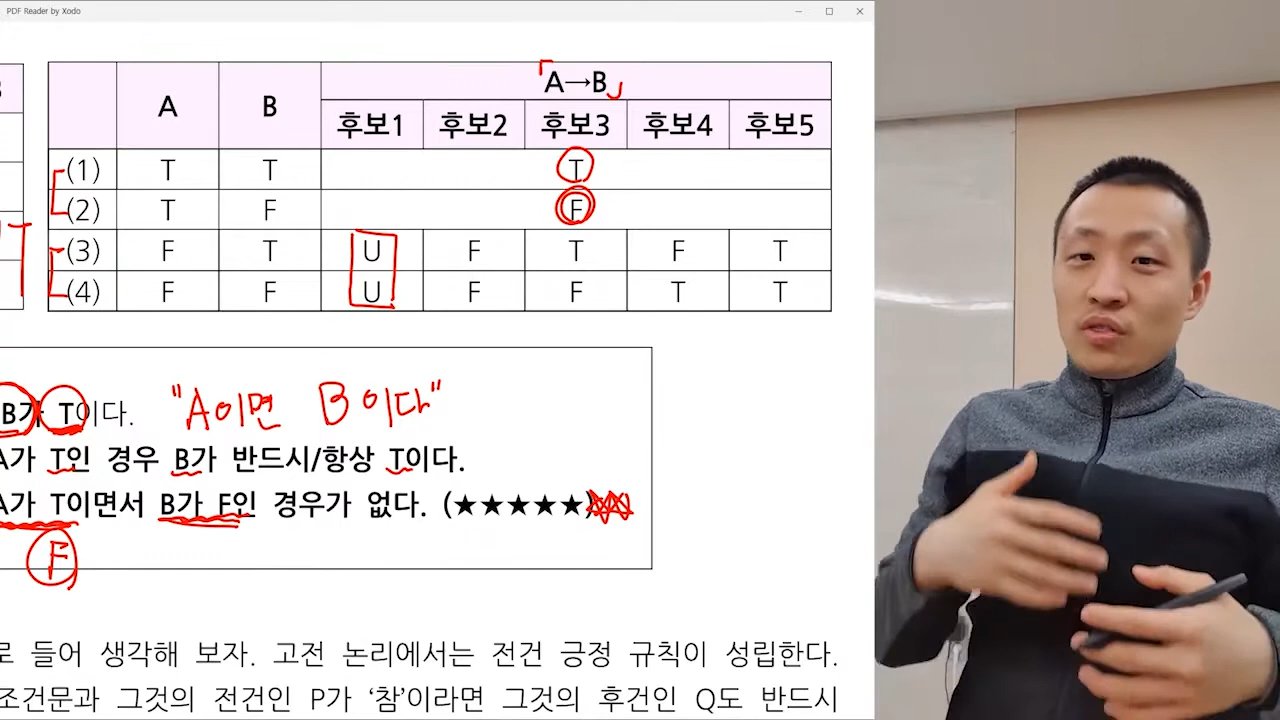 PDF Reader by Xodo
A B 「A→B」
후보1 후보2 후보3 후보4 후보5
(1) T T T
(2) T F F
(3) F T U F T F T
(4) F F U F F T T
T
B가 T이다. "A이면 B이다"
A가 T인 경우 B가 반드시/항상 T이다.
A가 T이면서 B가 F인 경우가 없다. (★★★★★)
F
로 들어 생각해 보자. 고전 논리에서는 전건 긍정 규칙이 성립한다.
조건문과 그것의 전건인 P가 ‘참’이라면 그것의 후건인 Q도 반드시